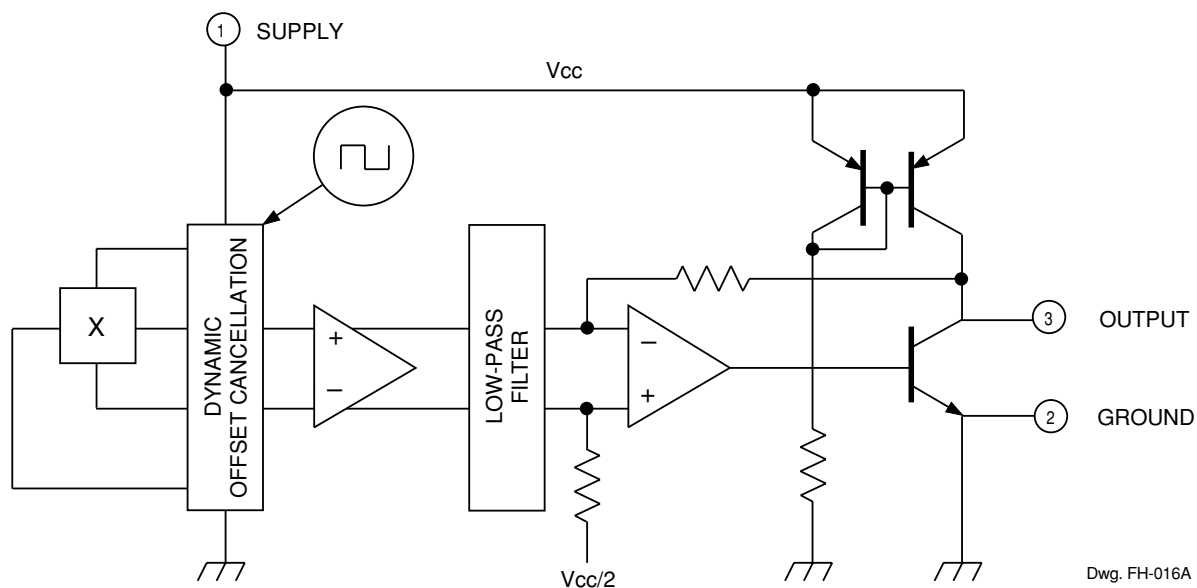 1 SUPPLY
Vcc
X
DYNAMIC
OFFSET CANCELLATION
+
−
LOW-PASS
FILTER
−
+
Vcc/2
3 OUTPUT
2 GROUND
Dwg. FH-016A